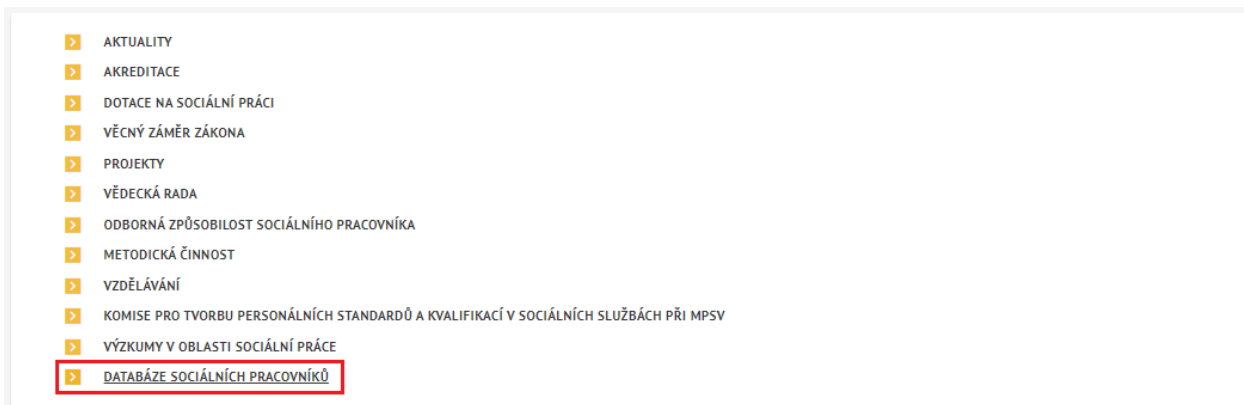 AKTUALITY
AKREDITACE
DOTACE NA SOCIÁLNÍ PRÁCI
VĚCNÝ ZÁMĚR ZÁKONA
PROJEKTY
VĚDECKÁ RADA
ODBORNÁ ZPŮSOBILOST SOCIÁLNÍHO PRACOVNÍKA
METODICKÁ ČINNOST
VZDĚLÁVÁNÍ
KOMISE PRO TVORBU PERSONÁLNÍCH STANDARDŮ A KVALIFIKACÍ V SOCIÁLNÍCH SLUŽBÁCH PŘI MPSV
VÝZKUMY V OBLASTI SOCIÁLNÍ PRÁCE
DATABÁZE SOCIÁLNÍCH PRACOVNÍKŮ